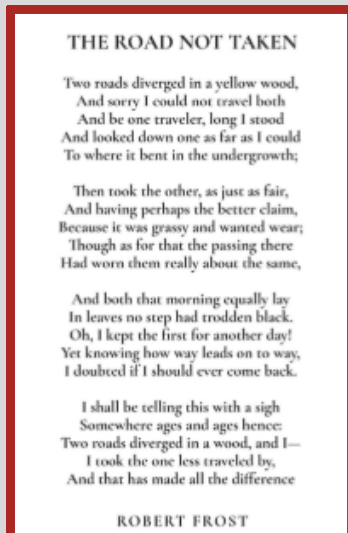 THE ROAD NOT TAKEN
Two roads diverged in a yellow wood,
And sorry I could not travel both
And be one traveler, long I stood
And looked down one as far as I could
To where it bent in the undergrowth;
Then took the other, as just as fair,
And having perhaps the better claim,
Because it was grassy and wanted wear;
Though as for that the passing there
Had worn them really about the same,
And both that morning equally lay
In leaves no step had trodden black.
Oh, I kept the first for another day!
Yet knowing how way leads on to way,
I doubted if I should ever come back.
I shall be telling this with a sigh
Somewhere ages and ages hence:
Two roads diverged in a wood, and I—
I took the one less traveled by,
And that has made all the difference
ROBERT FROST